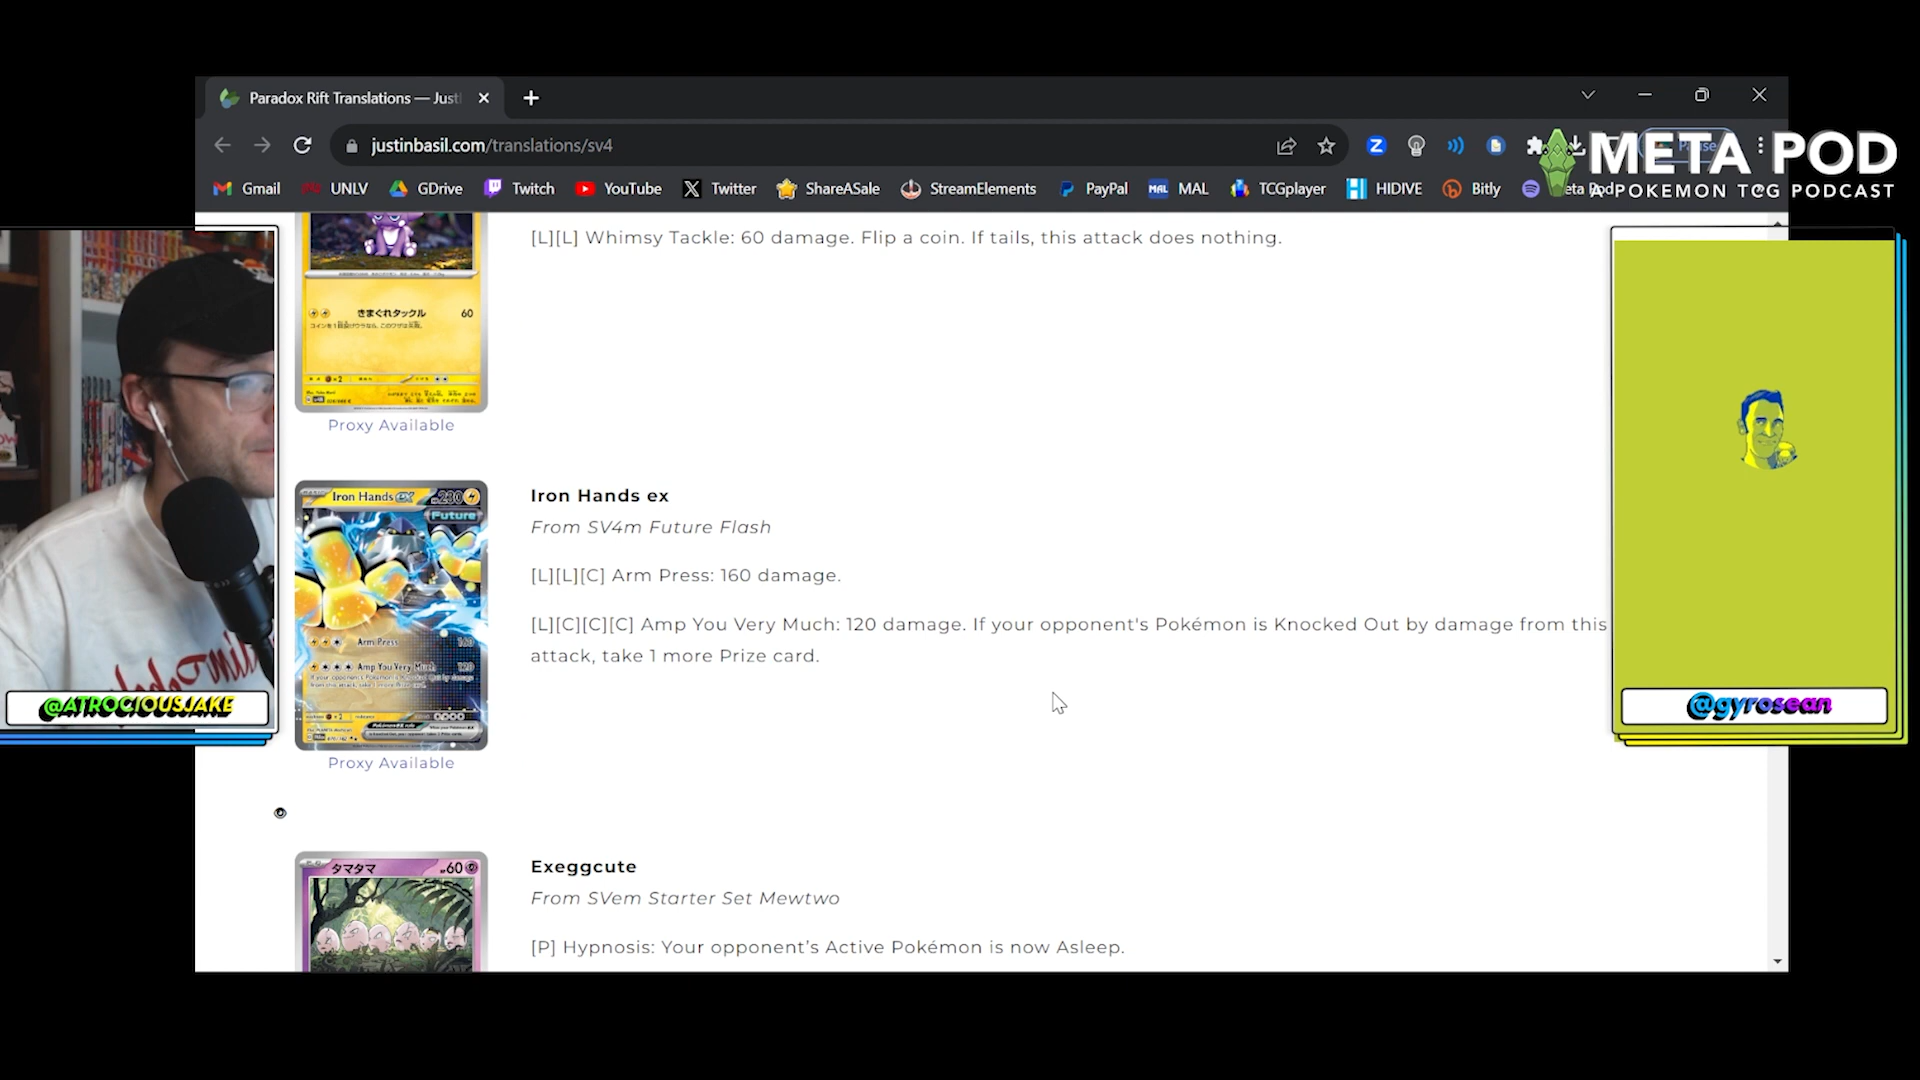 Paradox Rift Translations — Just
justinbasil.com/translations/sv4
META POD
A POKEMON TCG PODCAST
Gmail
UNLV
GDrive
Twitch
YouTube
Twitter
ShareASale
StreamElements
PayPal
MAL
TCGplayer
HIDIVE
Bitly
[L][L] Whimsy Tackle: 60 damage. Flip a coin. If tails, this attack does nothing.
きまぐれタックル 60
Proxy Available
Iron Hands ex 230
Future
Arm Press 160
Amp You Very Much 120
Iron Hands ex
From SV4m Future Flash
[L][L][C] Arm Press: 160 damage.
[L][C][C][C] Amp You Very Much: 120 damage. If your opponent's Pokémon is Knocked Out by damage from this
attack, take 1 more Prize card.
Proxy Available
@ATROCIOUSJAKE
@gyrosean
タマタマ 60
Exeggcute
From SVem Starter Set Mewtwo
[P] Hypnosis: Your opponent’s Active Pokémon is now Asleep.